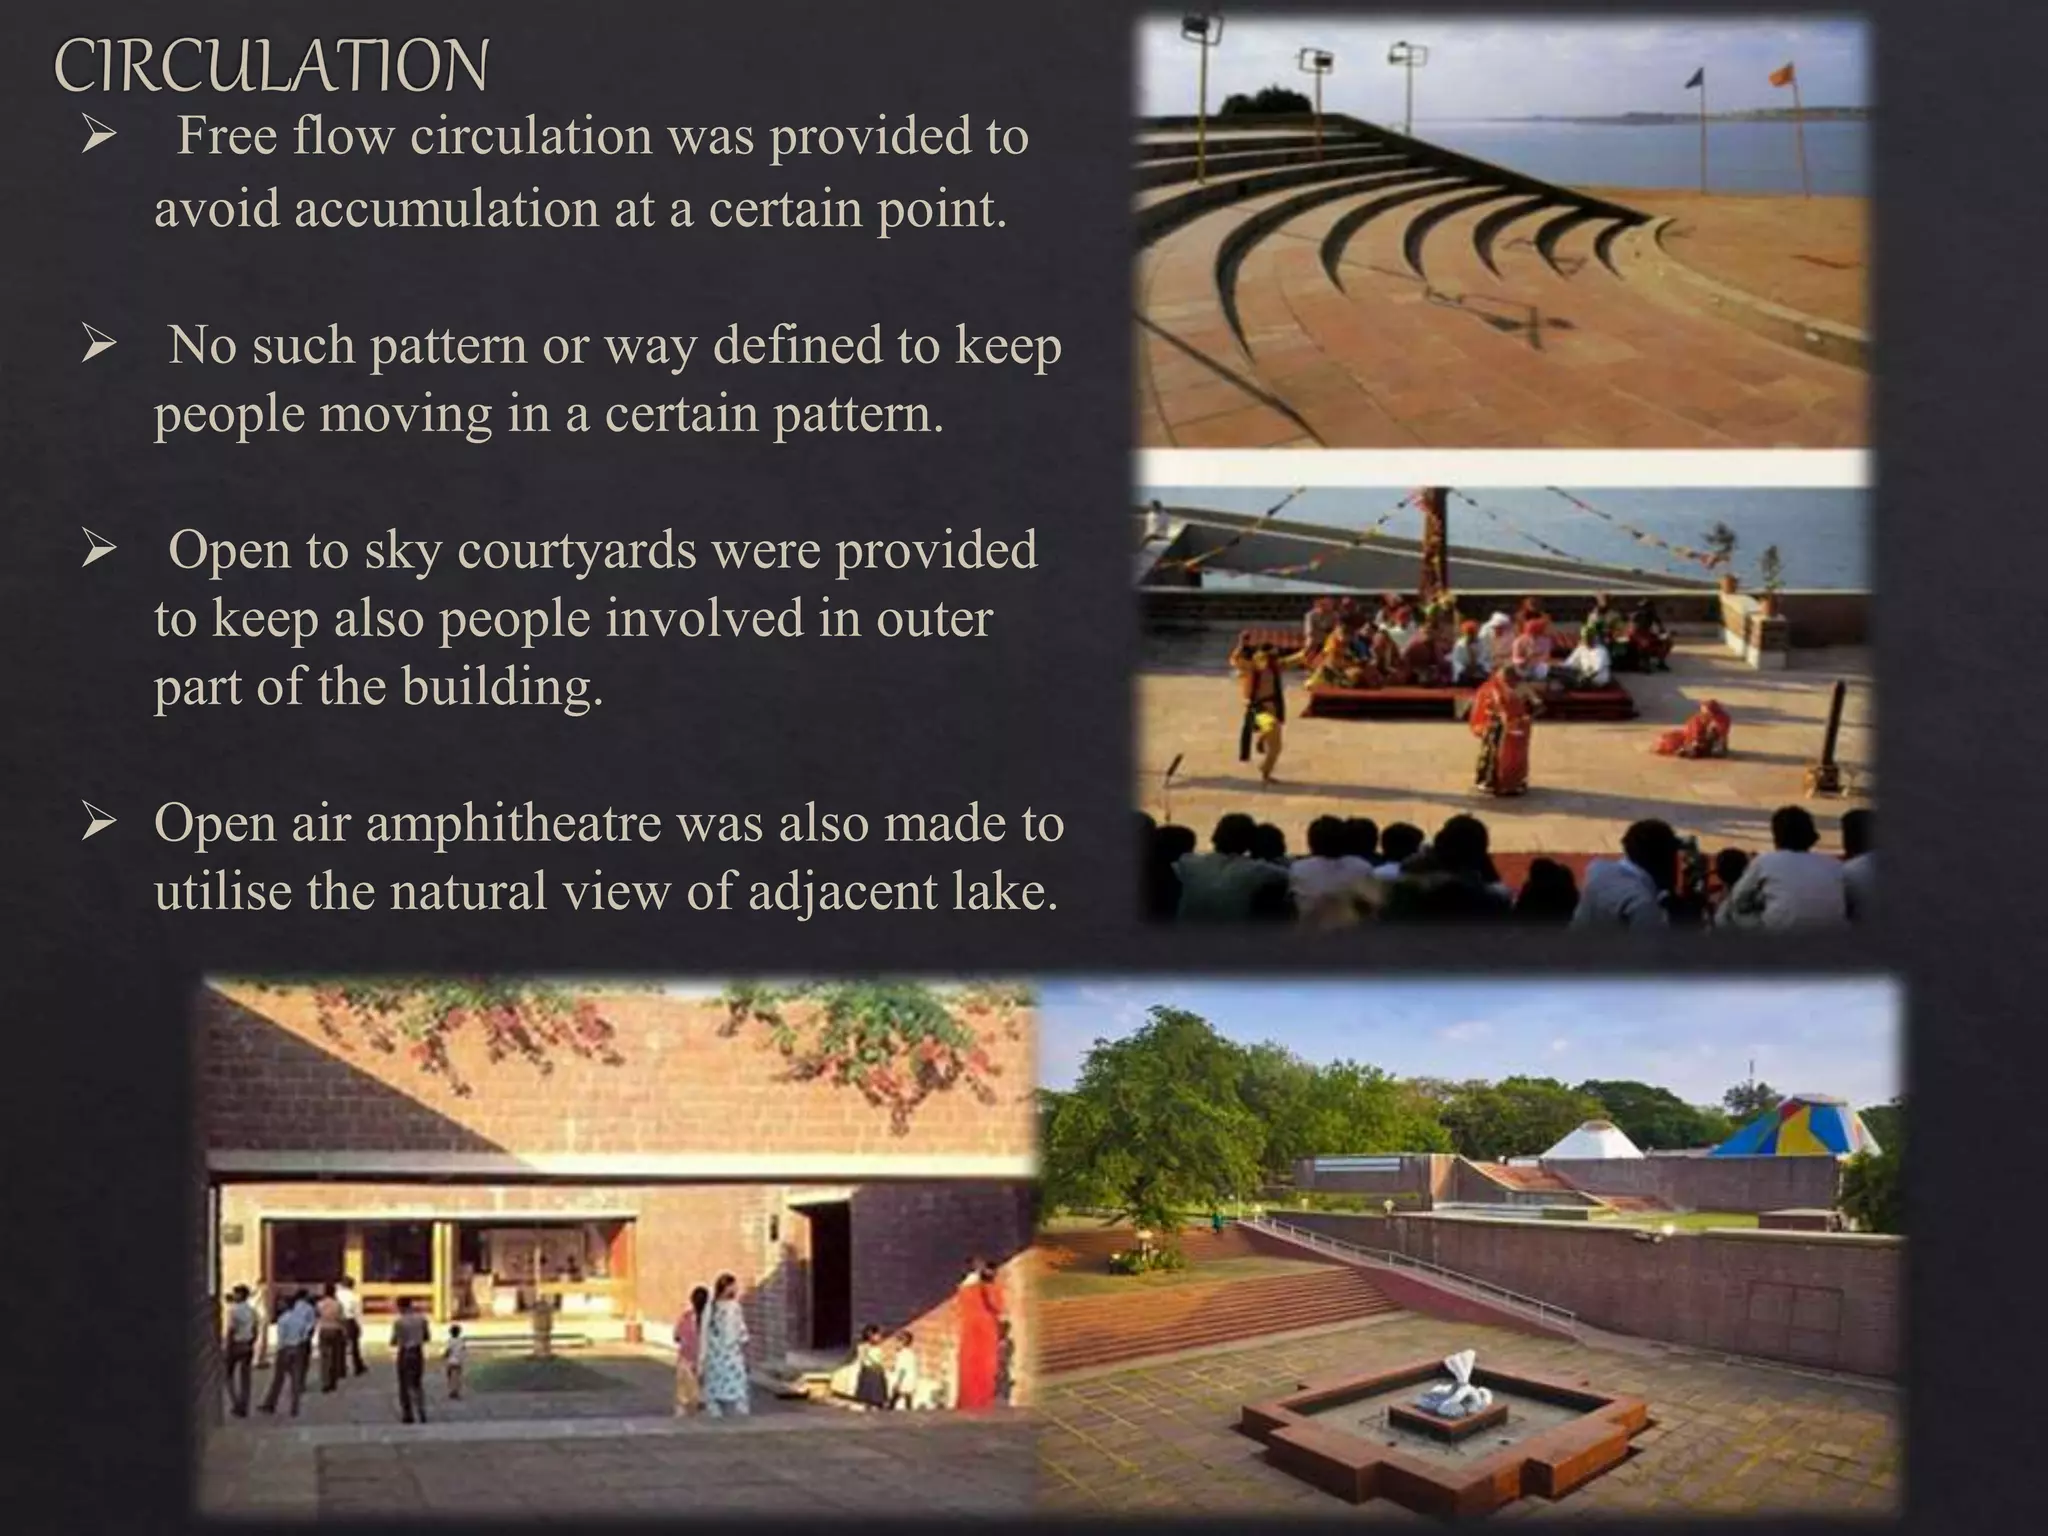 CIRCULATION
➢ Free flow circulation was provided to
avoid accumulation at a certain point.
➢ No such pattern or way defined to keep
people moving in a certain pattern.
➢ Open to sky courtyards were provided
to keep also people involved in outer
part of the building.
➢ Open air amphitheatre was also made to
utilise the natural view of adjacent lake.